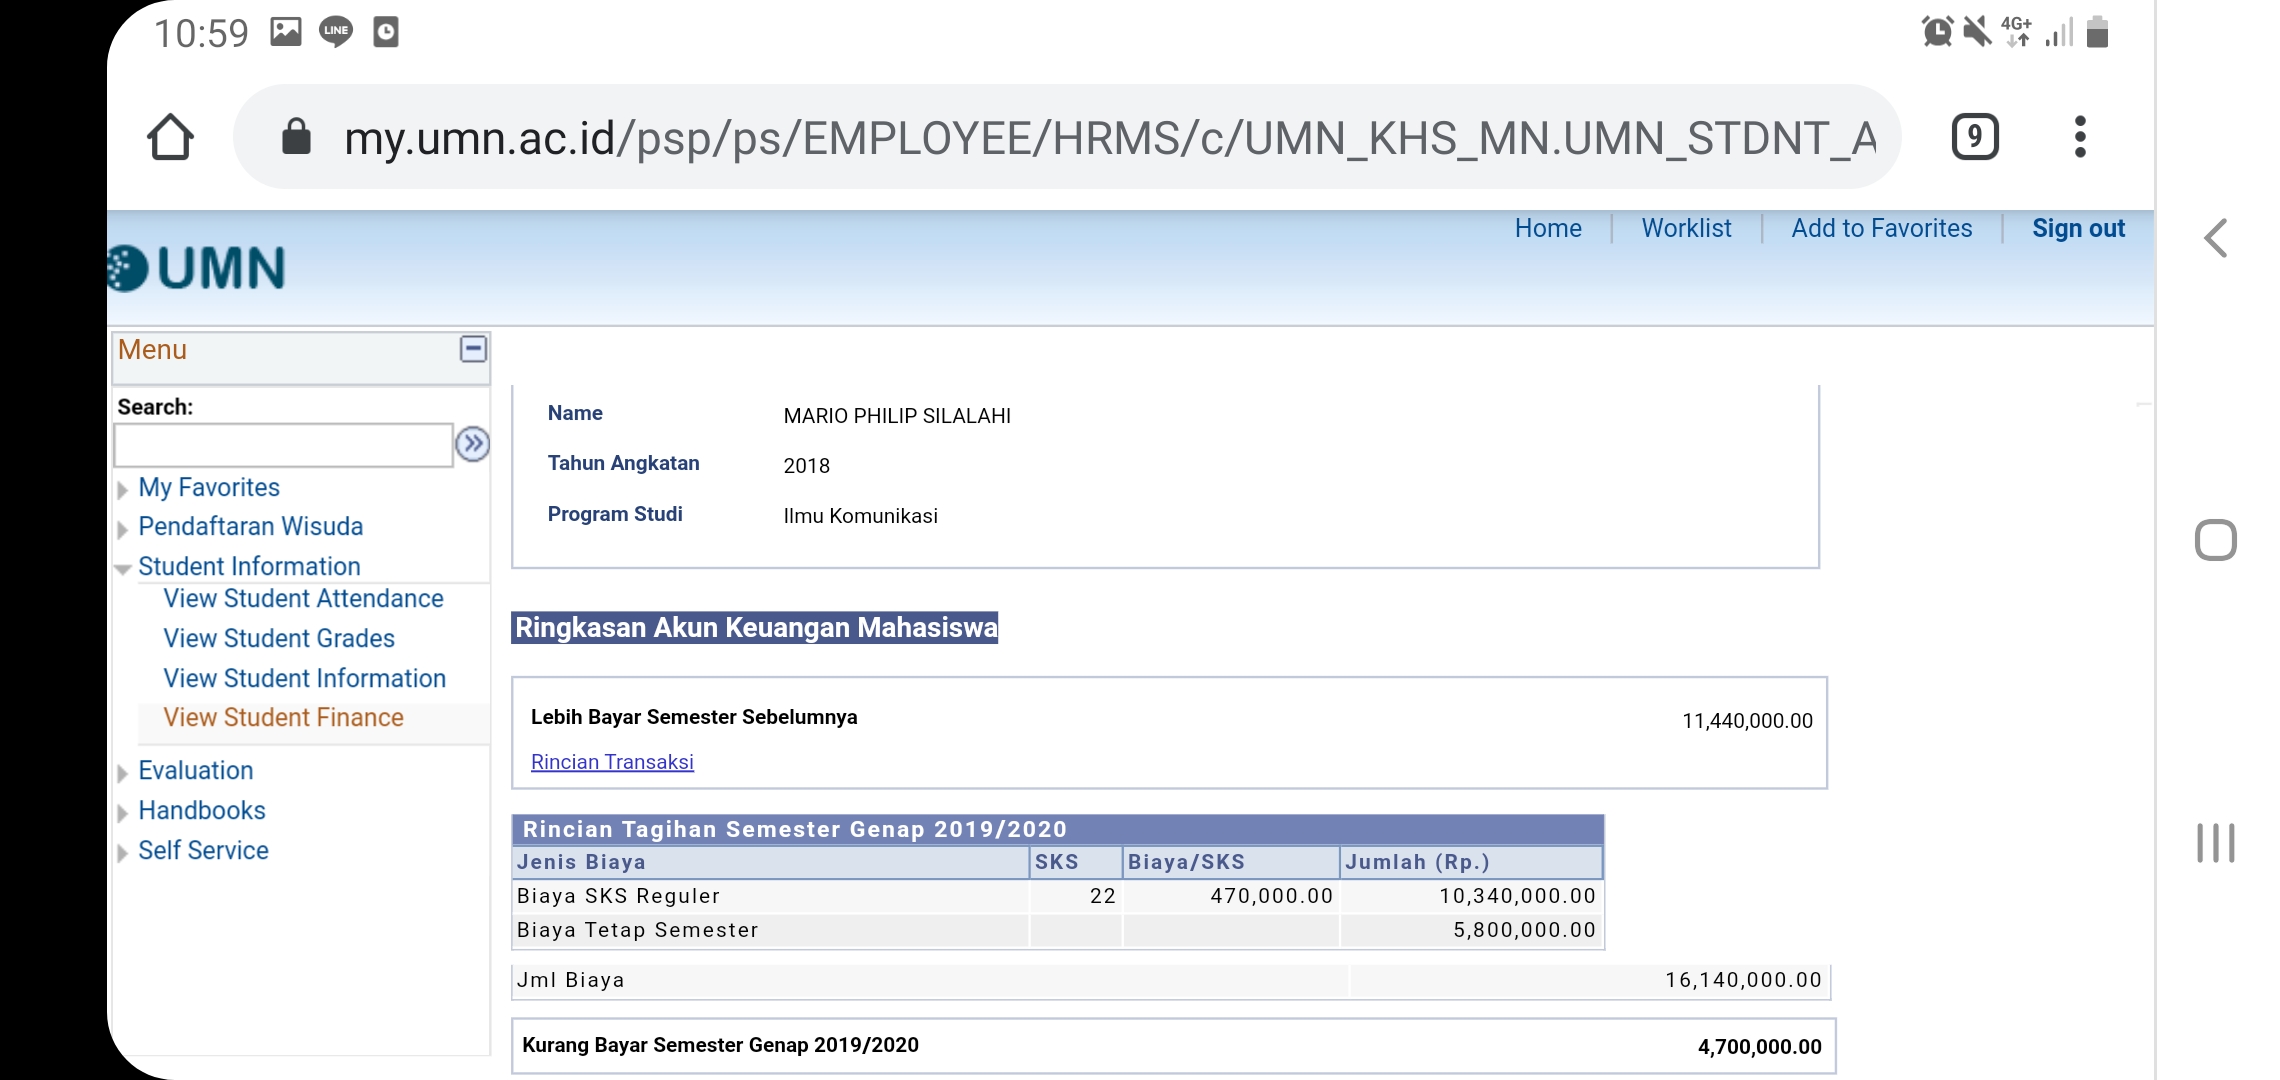 10:59 LINE 4G+
my.umn.ac.id/psp/ps/EMPLOYEE/HRMS/c/UMN_KHS_MN.UMN_STDNT_A 9
Home Worklist Add to Favorites Sign out
UMN
Menu
Search:
My Favorites
Pendaftaran Wisuda
Student Information
View Student Attendance
View Student Grades
View Student Information
View Student Finance
Evaluation
Handbooks
Self Service
Name MARIO PHILIP SILALAHI
Tahun Angkatan 2018
Program Studi Ilmu Komunikasi
Ringkasan Akun Keuangan Mahasiswa
Lebih Bayar Semester Sebelumnya 11,440,000.00
Rincian Transaksi
Rincian Tagihan Semester Genap 2019/2020
Jenis Biaya SKS Biaya/SKS Jumlah (Rp.)
Biaya SKS Reguler 22 470,000.00 10,340,000.00
Biaya Tetap Semester 5,800,000.00
Jml Biaya 16,140,000.00
Kurang Bayar Semester Genap 2019/2020 4,700,000.00